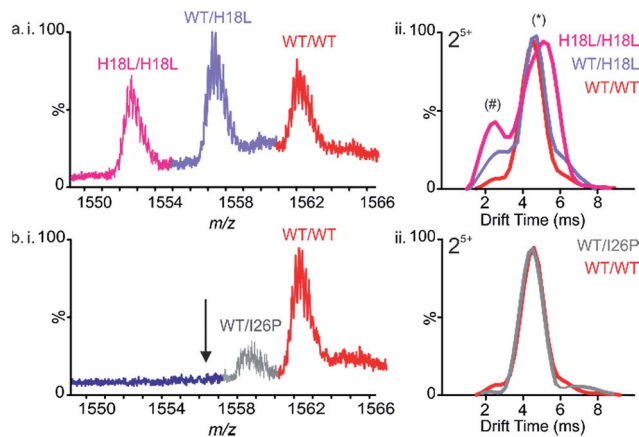 a. i. 100
WT/H18L
WT/WT
H18L/H18L
%
0
1550 1554 1558 1562 1566
m/z
ii. 100
2⁵⁺
(*)
H18L/H18L
WT/H18L
WT/WT
(#)
%
0
2 4 6 8
Drift Time (ms)
b. i. 100
WT/WT
WT/I26P
%
0
1550 1554 1558 1562 1566
m/z
ii. 100
2⁵⁺
WT/I26P
WT/WT
%
0
2 4 6 8
Drift Time (ms)